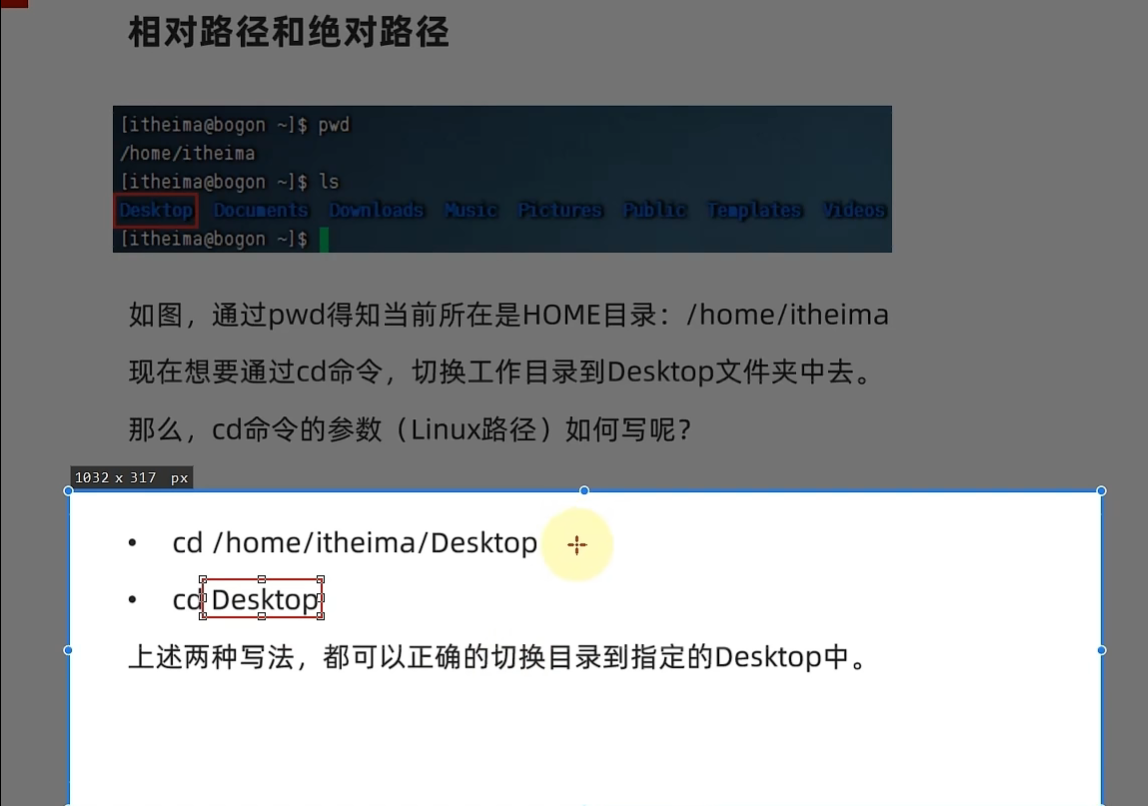 相对路径和绝对路径
[itheima@bogon ~]$ pwd
/home/itheima
[itheima@bogon ~]$ ls
Desktop Documents Downloads Music Pictures Public Templates Videos
[itheima@bogon ~]$
如图，通过pwd得知当前所在是HOME目录：/home/itheima
现在想要通过cd命令，切换工作目录到Desktop文件夹中去。
那么，cd命令的参数（Linux路径）如何写呢？
1032 x 317 px
• cd /home/itheima/Desktop
• cd Desktop
上述两种写法，都可以正确的切换目录到指定的Desktop中。